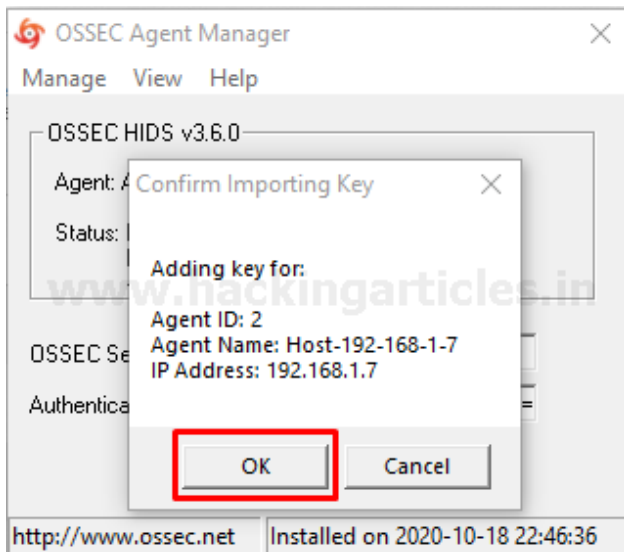 OSSEC Agent Manager
Manage View Help
OSSEC HIDS v3.6.0
Agent:
Status:
Confirm Importing Key
Adding key for:
Agent ID: 2
Agent Name: Host-192-168-1-7
IP Address: 192.168.1.7
www.hackingarticles.in
OSSEC Se
Authentica
=
OK Cancel
http://www.ossec.net Installed on 2020-10-18 22:46:36